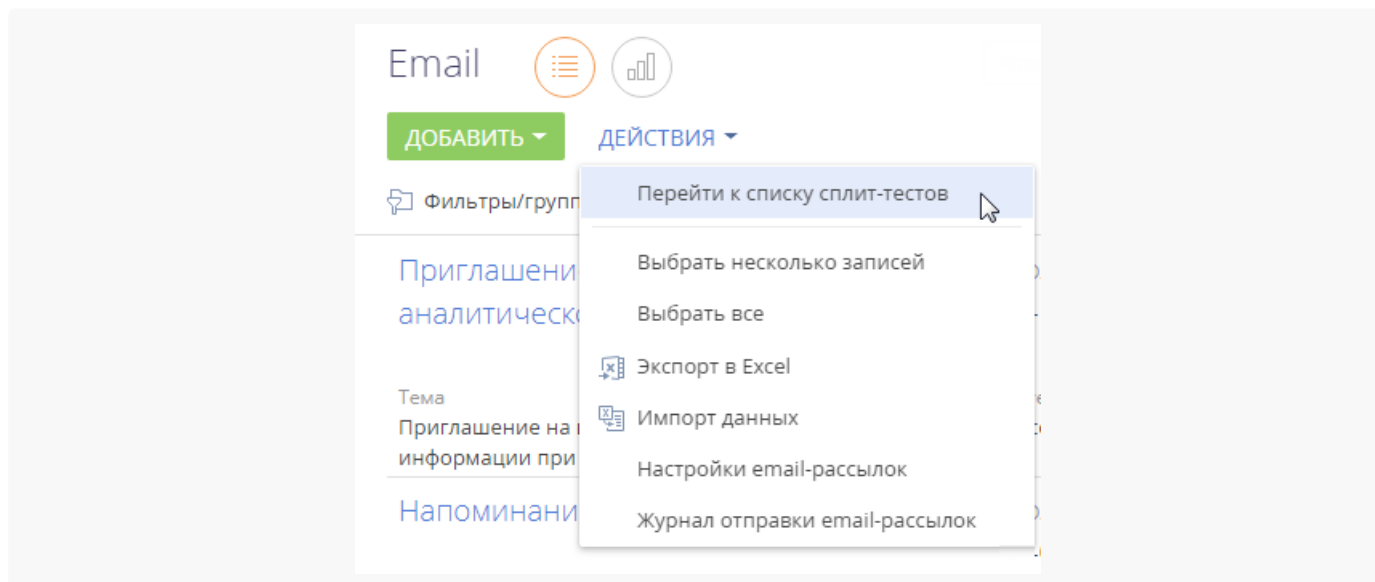 Email
ДОБАВИТЬ ДЕЙСТВИЯ
Перейти к списку сплит-тестов
Фильтры/групп
Выбрать несколько записей
Приглашени
Выбрать все
аналитическо
Экспорт в Excel
Тема
Импорт данных
Приглашение на
информации при
Настройки email-рассылок
Напоминани
Журнал отправки email-рассылок